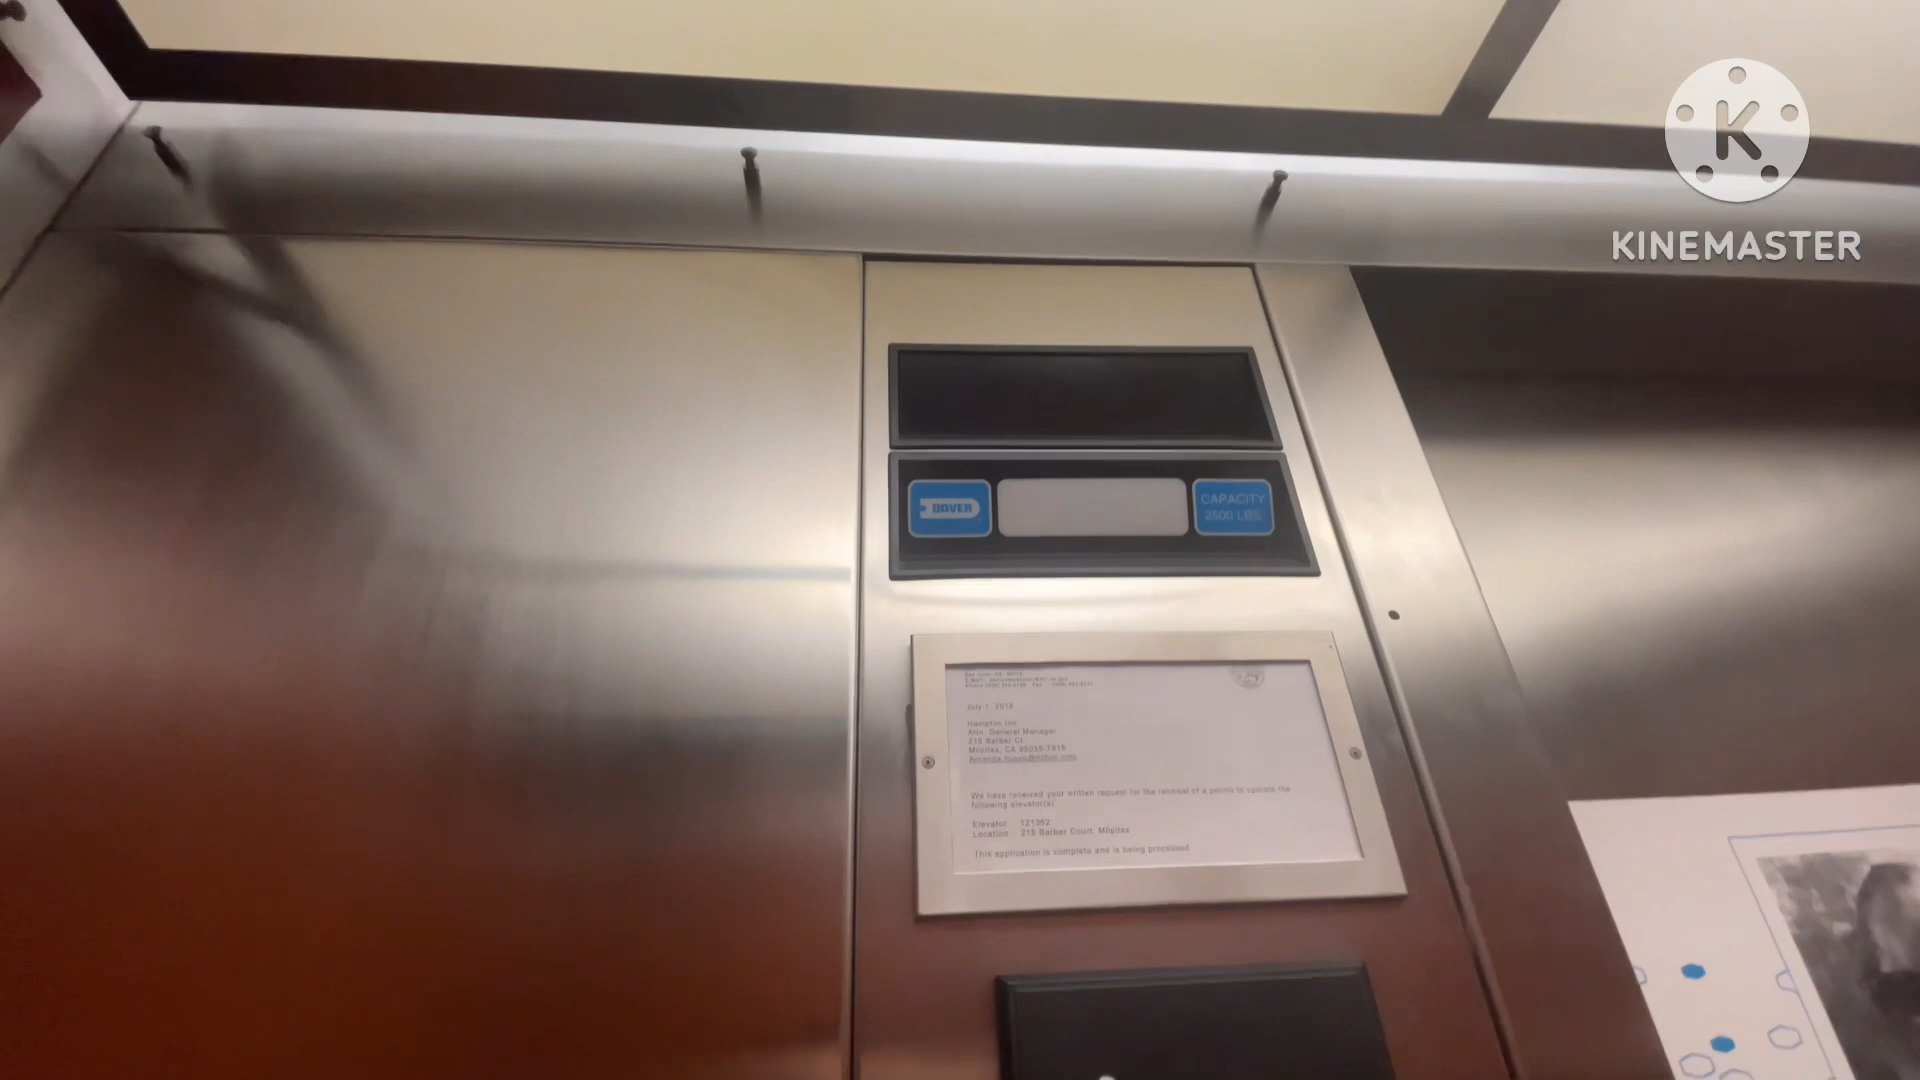 K
KINEMASTER
DOVER
CAPACITY
2500 LBS.
July 1, 2019
Hampton Inn
Attn: General Manager
215 Barber Ct
Milpitas, CA 95035-7915
We have received your written request for the renewal of a permit to operate the
following elevator(s).
Elevator: 121362
Location: 215 Barber Court, Milpitas
This application is complete and is being processed.